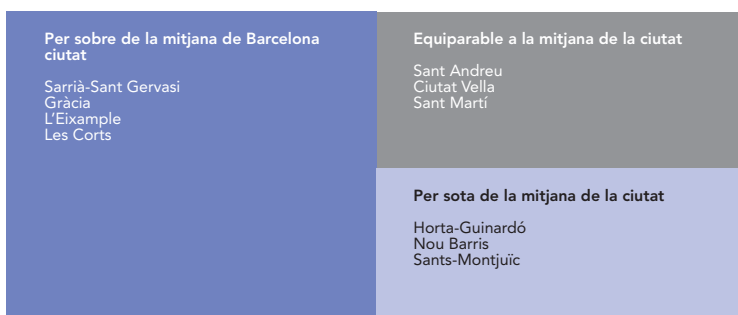 Per sobre de la mitjana de Barcelona
ciutat
Sarrià-Sant Gervasi
Gràcia
L'Eixample
Les Corts
Equiparable a la mitjana de la ciutat
Sant Andreu
Ciutat Vella
Sant Martí
Per sota de la mitjana de la ciutat
Horta-Guinardó
Nou Barris
Sants-Montjuïc